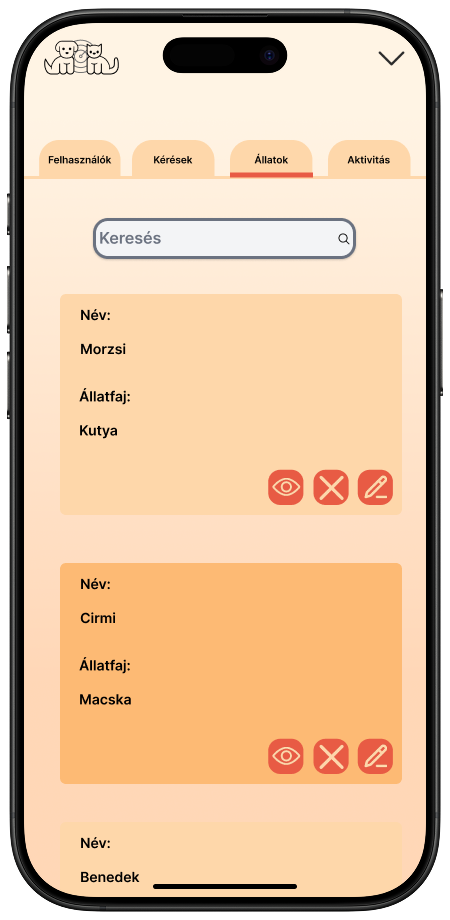 Felhasználók Kérések Állatok Aktivitás
Keresés
Név:
Morzsi
Állatfaj:
Kutya
Név:
Cirmi
Állatfaj:
Macska
Név:
Benedek